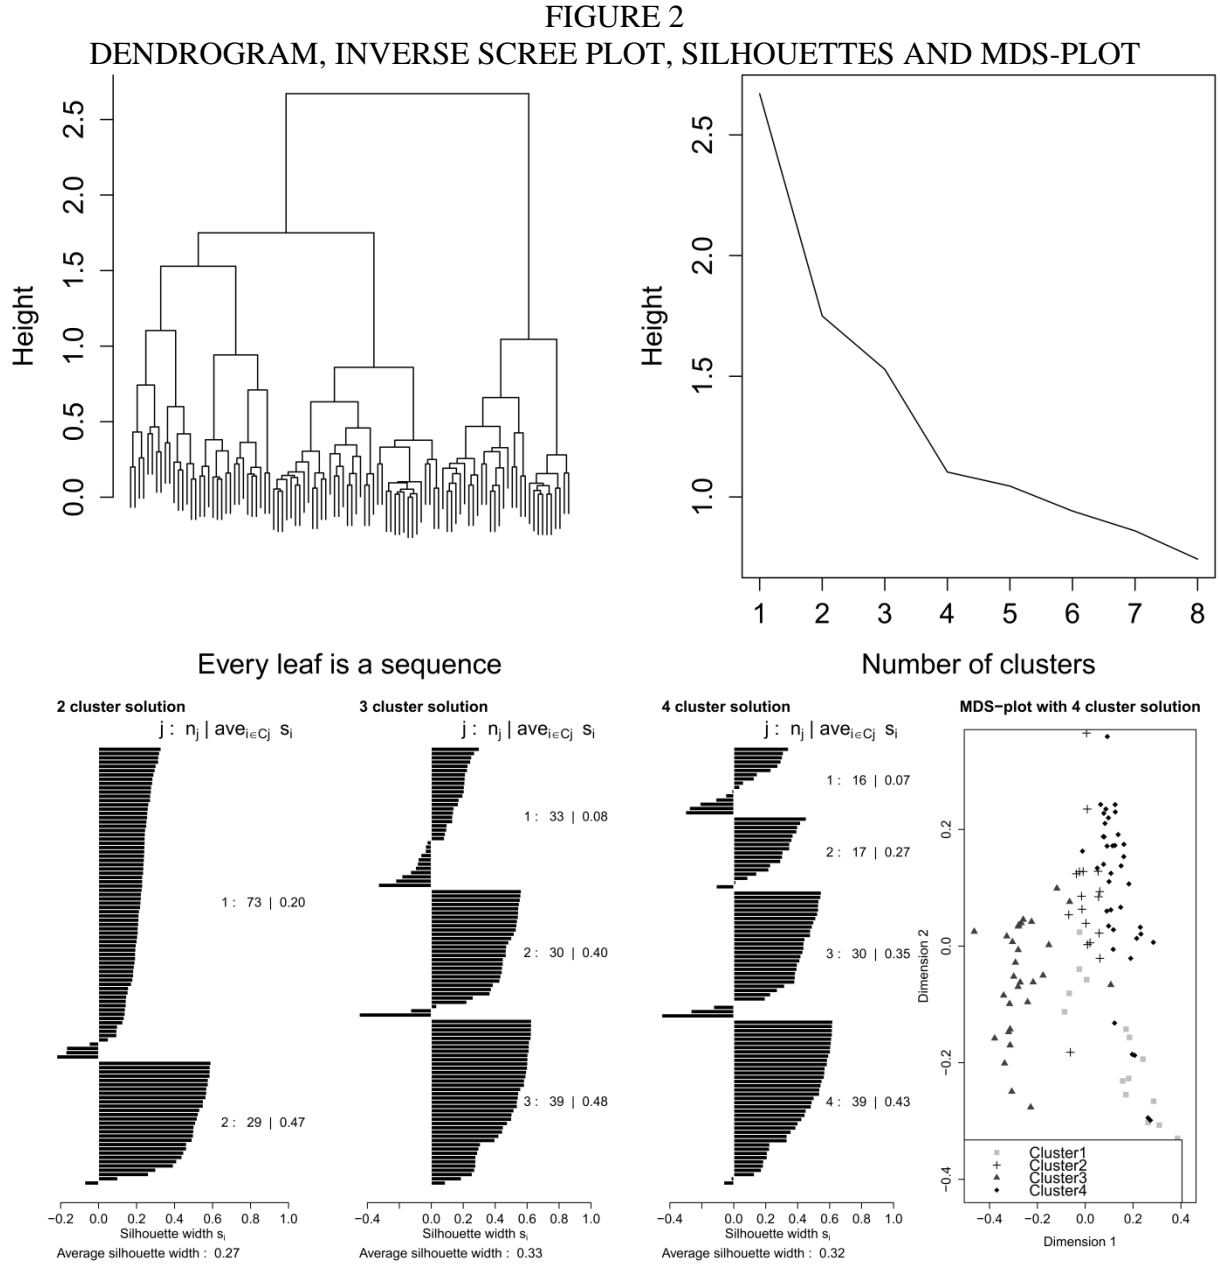 FIGURE 2
DENDROGRAM, INVERSE SCREE PLOT, SILHOUETTES AND MDS-PLOT
Height
2.5
2.0
1.5
1.0
0.5
0.0
Every leaf is a sequence
Height
2.5
2.0
1.5
1.0
1 2 3 4 5 6 7 8
Number of clusters
2 cluster solution
j : nj | avei∈Cj si
1 : 73 | 0.20
2 : 29 | 0.47
−0.2 0.0 0.2 0.4 0.6 0.8 1.0
Silhouette width si
Average silhouette width : 0.27
3 cluster solution
j : nj | avei∈Cj si
1 : 33 | 0.08
2 : 30 | 0.40
3 : 39 | 0.48
−0.4 0.0 0.2 0.4 0.6 0.8 1.0
Silhouette width si
Average silhouette width : 0.33
4 cluster solution
j : nj | avei∈Cj si
1 : 16 | 0.07
2 : 17 | 0.27
3 : 30 | 0.35
4 : 39 | 0.43
−0.4 0.0 0.2 0.4 0.6 0.8 1.0
Silhouette width si
Average silhouette width : 0.32
MDS−plot with 4 cluster solution
Dimension 2
0.2
0.0
−0.2
−0.4
Cluster1
Cluster2
Cluster3
Cluster4
−0.4 −0.2 0.0 0.2 0.4
Dimension 1